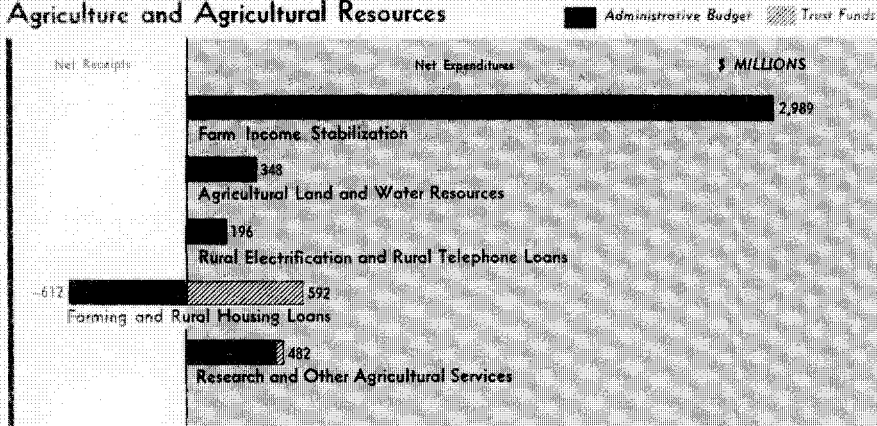 Agriculture and Agricultural Resources
Administrative Budget Trust Funds
Net Receipts Net Expenditures $ MILLIONS
2,989
Farm Income Stabilization
348
Agricultural Land and Water Resources
196
Rural Electrification and Rural Telephone Loans
-612 592
Farming and Rural Housing Loans
482
Research and Other Agricultural Services